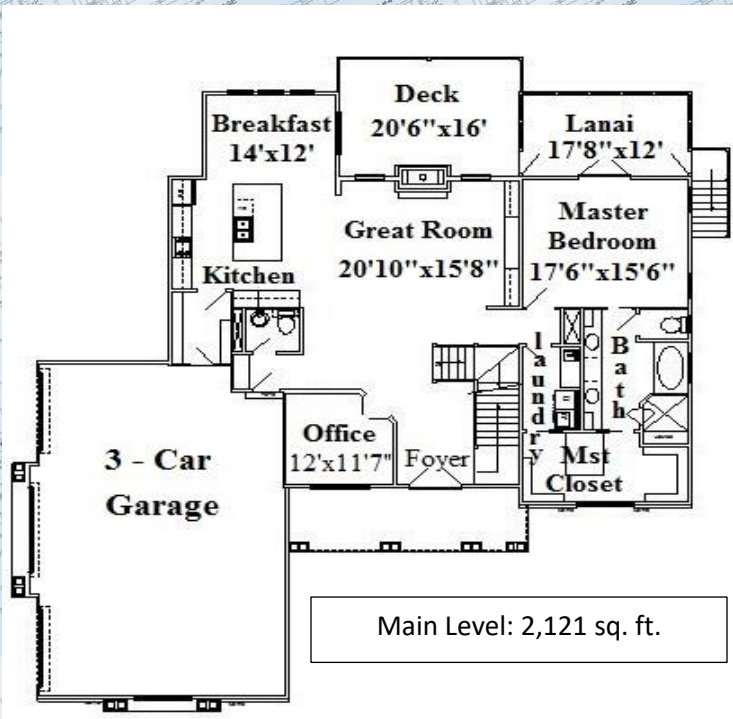 Deck
20'6"x16'
Breakfast
14'x12'
Lanai
17'8"x12'
Great Room
20'10"x15'8"
Master
Bedroom
17'6"x15'6"
Kitchen
laundry
Bath
Office
12'x11'7"
Foyer
Mst
Closet
3 - Car
Garage
Main Level: 2,121 sq. ft.